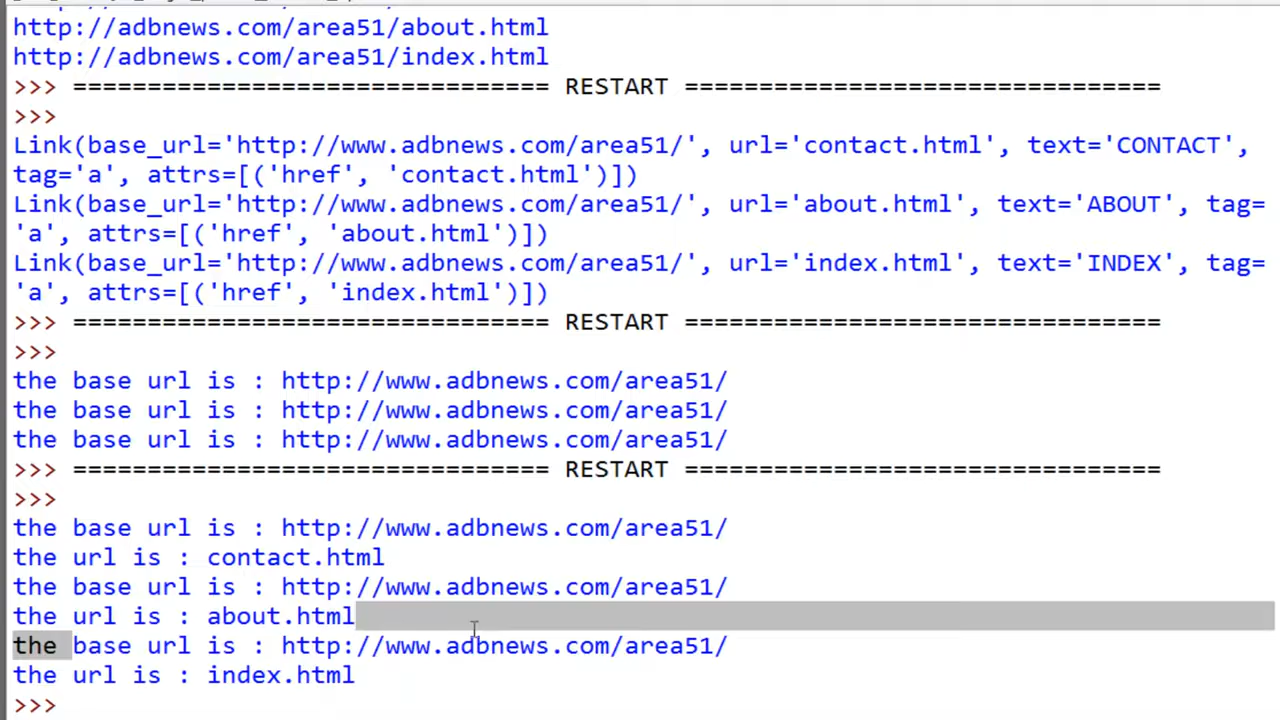 http://adbnews.com/area51/about.html
http://adbnews.com/area51/index.html
>>> ================================ RESTART ================================
>>>
Link(base_url='http://www.adbnews.com/area51/', url='contact.html', text='CONTACT',
tag='a', attrs=[('href', 'contact.html')])
Link(base_url='http://www.adbnews.com/area51/', url='about.html', text='ABOUT', tag=
'a', attrs=[('href', 'about.html')])
Link(base_url='http://www.adbnews.com/area51/', url='index.html', text='INDEX', tag=
'a', attrs=[('href', 'index.html')])
>>> ================================ RESTART ================================
>>>
the base url is : http://www.adbnews.com/area51/
the base url is : http://www.adbnews.com/area51/
the base url is : http://www.adbnews.com/area51/
>>> ================================ RESTART ================================
>>>
the base url is : http://www.adbnews.com/area51/
the url is : contact.html
the base url is : http://www.adbnews.com/area51/
the url is : about.html
the base url is : http://www.adbnews.com/area51/
the url is : index.html
>>>